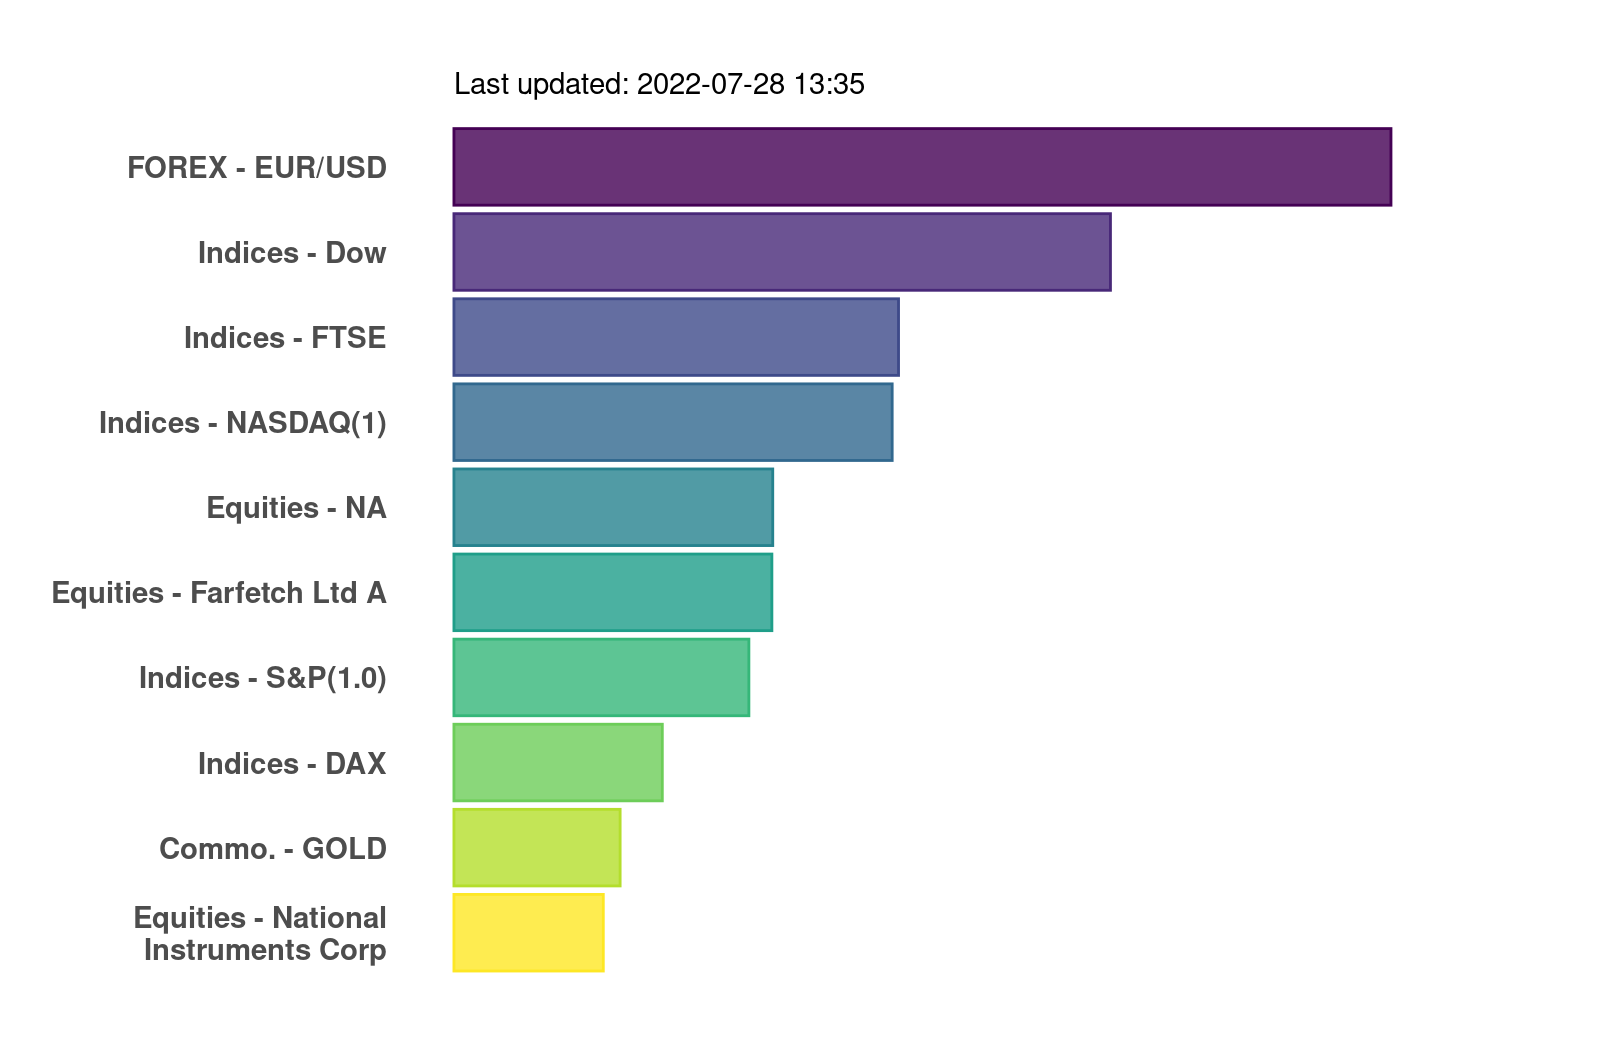 Last updated: 2022-07-28 13:35
FOREX - EUR/USD
Indices - Dow
Indices - FTSE
Indices - NASDAQ(1)
Equities - NA
Equities - Farfetch Ltd A
Indices - S&P(1.0)
Indices - DAX
Commo. - GOLD
Equities - National
Instruments Corp